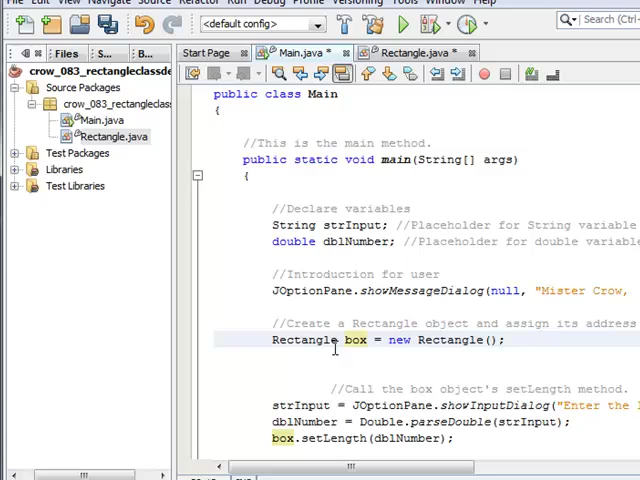 File Edit View Navigate Source Refactor Run Debug Profile Versioning Tools Window Help
<default config>
Search (Ctrl+
Files S... B...
Start Page Main.java * Rectangle.java *
crow_083_rectangleclassde
Source Packages
crow_083_rectangleclass
Main.java
Rectangle.java
Test Packages
Libraries
Test Libraries
public class Main
{
//This is the main method.
public static void main(String[] args)
{
//Declare variables
String strInput; //Placeholder for String variable
double dblNumber; //Placeholder for double variable
//Introduction for user
JOptionPane.showMessageDialog(null, "Mister Crow,
//Create a Rectangle object and assign its address
Rectangle box = new Rectangle();
//Call the box object's setLength method.
strInput = JOptionPane.showInputDialog("Enter the l
dblNumber = Double.parseDouble(strInput);
box.setLength(dblNumber);